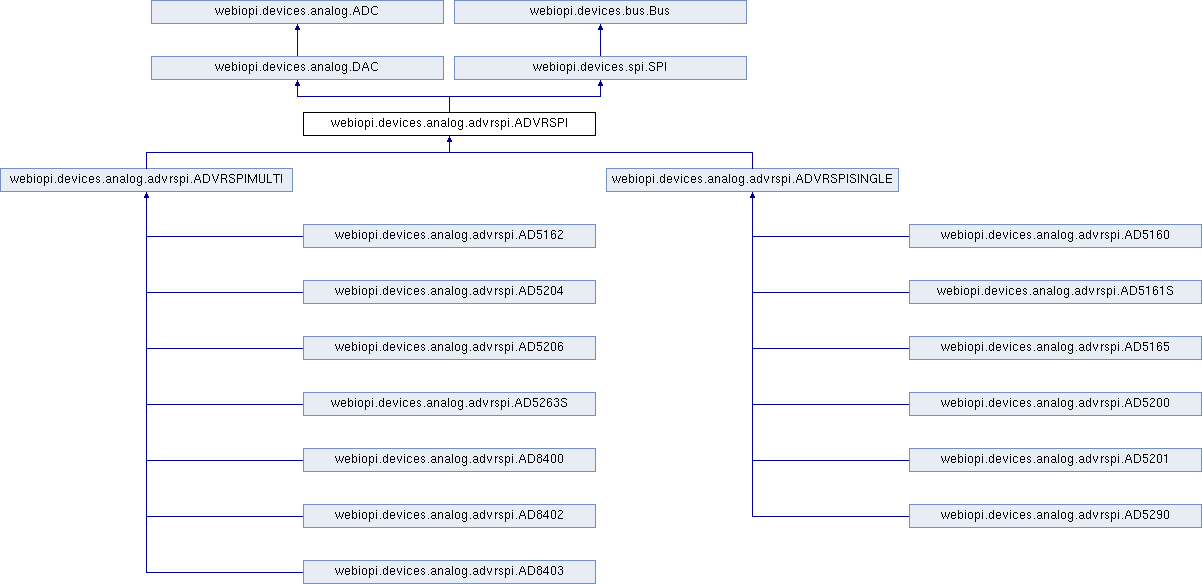 webiopi.devices.analog.ADC
webiopi.devices.bus.Bus
webiopi.devices.analog.DAC
webiopi.devices.spi.SPI
webiopi.devices.analog.advrspi.ADVRSPI
webiopi.devices.analog.advrspi.ADVRSPIMULTI
webiopi.devices.analog.advrspi.ADVRSPISINGLE
webiopi.devices.analog.advrspi.AD5162
webiopi.devices.analog.advrspi.AD5160
webiopi.devices.analog.advrspi.AD5204
webiopi.devices.analog.advrspi.AD5161S
webiopi.devices.analog.advrspi.AD5206
webiopi.devices.analog.advrspi.AD5165
webiopi.devices.analog.advrspi.AD5263S
webiopi.devices.analog.advrspi.AD5200
webiopi.devices.analog.advrspi.AD8400
webiopi.devices.analog.advrspi.AD5201
webiopi.devices.analog.advrspi.AD8402
webiopi.devices.analog.advrspi.AD5290
webiopi.devices.analog.advrspi.AD8403